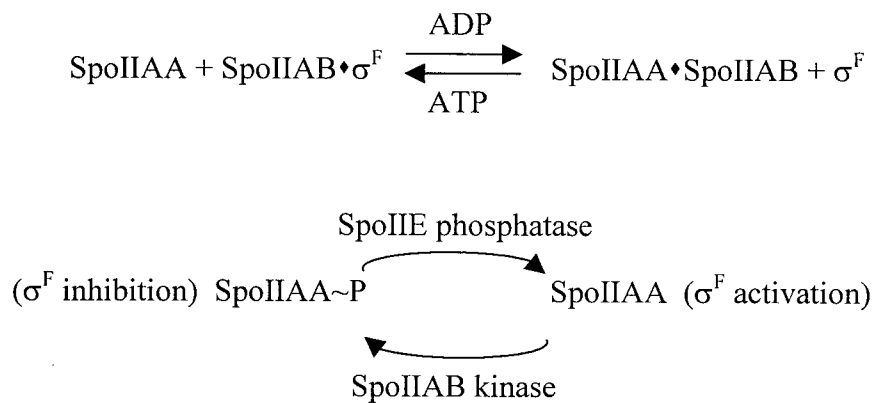 ADP
SpoIIAA + SpoIIAB♦σF SpoIIAA♦SpoIIAB + σF
ATP
SpoIIE phosphatase
(σF inhibition) SpoIIAA~P SpoIIAA (σF activation)
SpoIIAB kinase